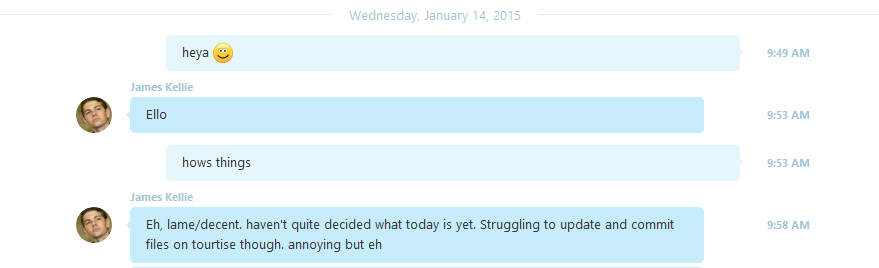 Wednesday, January 14, 2015
heya
9:49 AM
James Kellie
Ello
9:53 AM
hows things
9:53 AM
James Kellie
Eh, lame/decent. haven't quite decided what today is yet. Struggling to update and commit
files on tourtise though. annoying but eh
9:58 AM